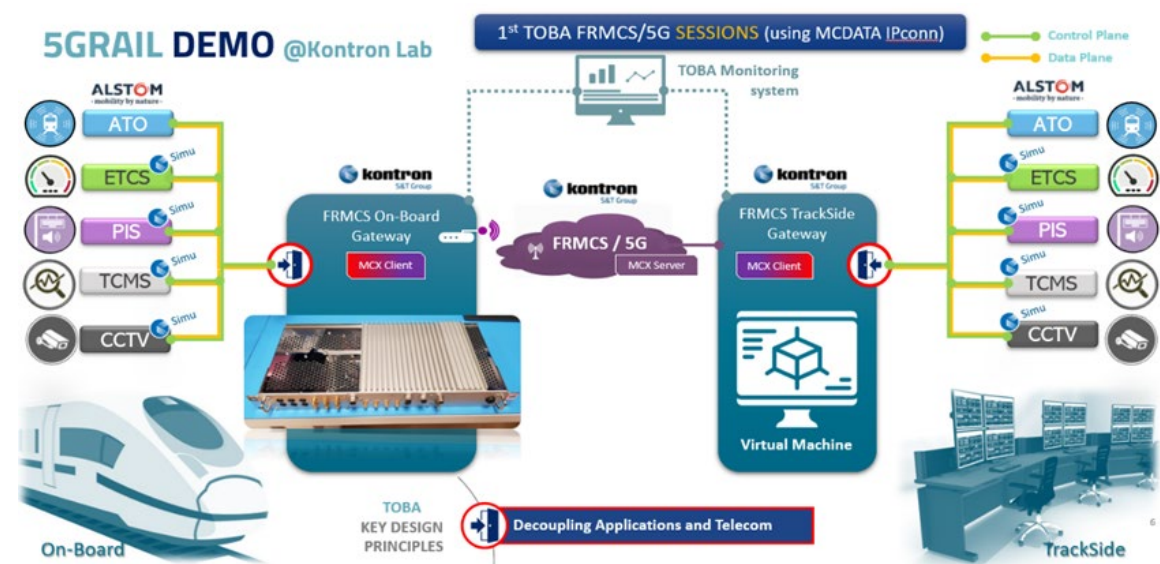 5GRAIL DEMO @Kontron Lab
1st TOBA FRMCS/5G SESSIONS (using MCDATA IPconn)
Control Plane
Data Plane
TOBA Monitoring
system
ALSTOM
· mobility by nature ·
ATO
Simu
ETCS
Simu
PIS
Simu
TCMS
Simu
CCTV
kontron
S&T Group
FRMCS On-Board
Gateway
MCX Client
kontron
S&T Group
FRMCS / 5G
MCX Server
kontron
S&T Group
FRMCS TrackSide
Gateway
MCX Client
Virtual Machine
ALSTOM
· mobility by nature ·
ATO
Simu
ETCS
Simu
PIS
Simu
TCMS
Simu
CCTV
On-Board
TOBA
KEY DESIGN
PRINCIPLES
Decoupling Applications and Telecom
TrackSide
6